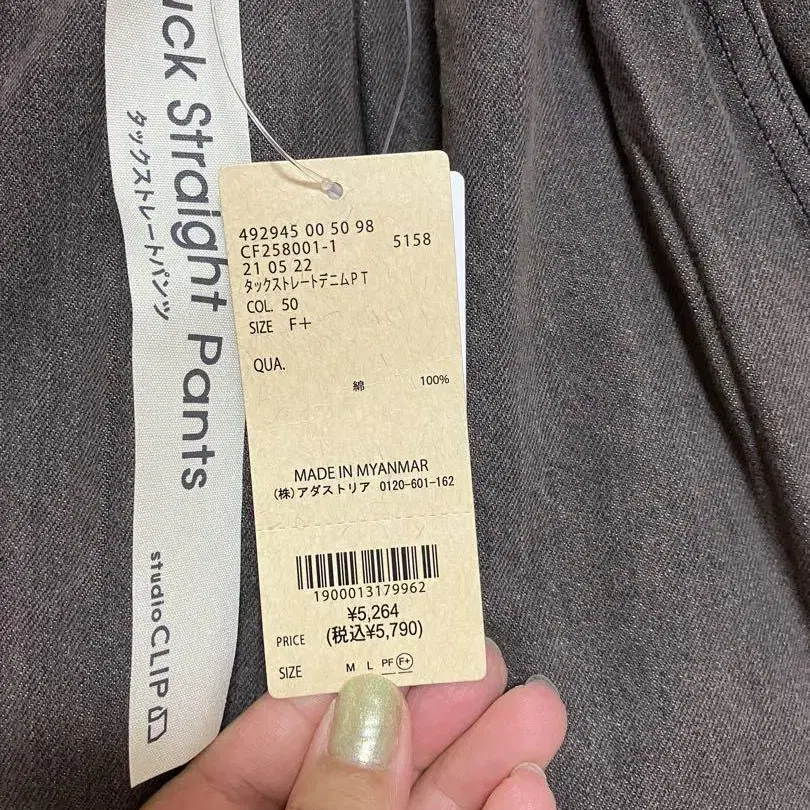 uck Straight Pants
タックストレートパンツ
studio CLIP
492945 00 50 98
CF258001-1 5158
21 05 22
タックストレートデニムPT
COL. 50
SIZE F+
QUA.
綿 100%
MADE IN MYANMAR
(株)アダストリア 0120-601-162
1900013179962
¥5,264
PRICE (税込¥5,790)
SIZE M L PF F+